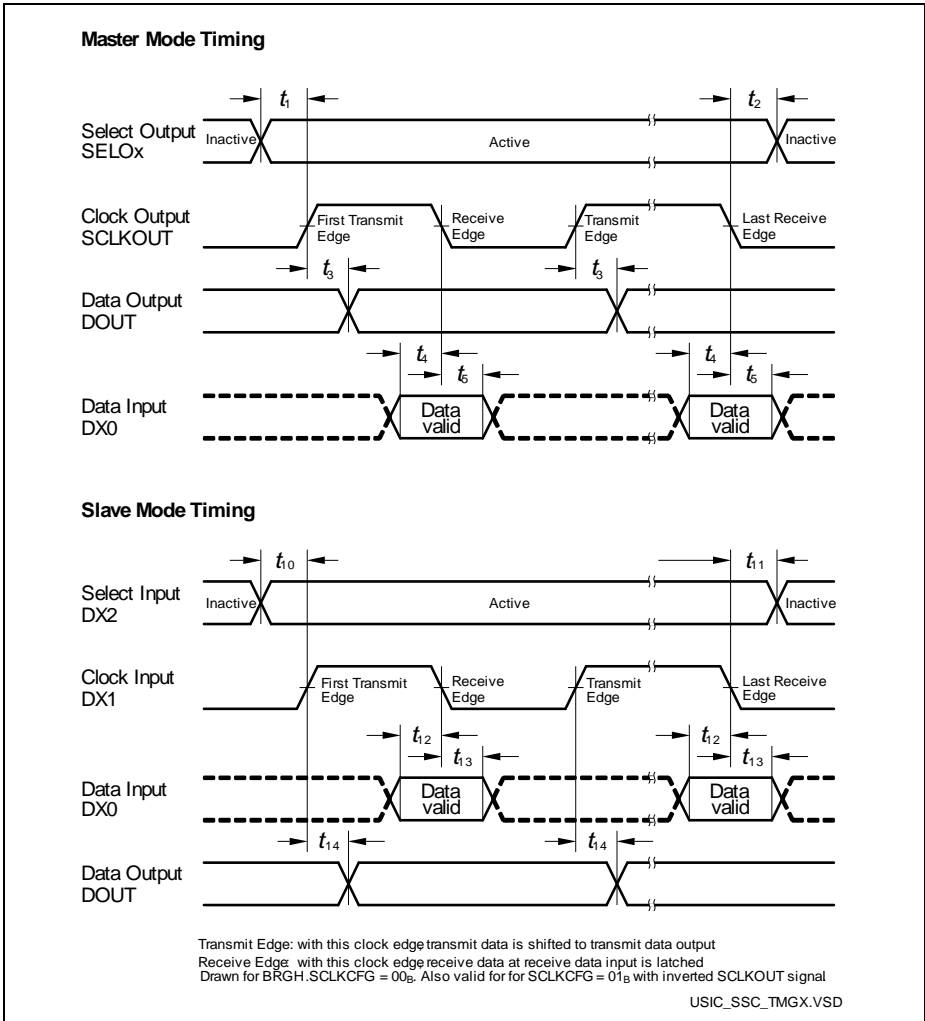 Master Mode Timing
t1
t2
Select Output
SELOx
Inactive
Active
Inactive
Clock Output
SCLKOUT
First Transmit
Edge
Receive
Edge
Transmit
Edge
Last Receive
Edge
t3
t3
Data Output
DOUT
t4
t5
t4
t5
Data Input
DX0
Data
valid
Data
valid
Slave Mode Timing
t10
t11
Select Input
DX2
Inactive
Active
Inactive
Clock Input
DX1
First Transmit
Edge
Receive
Edge
Transmit
Edge
Last Receive
Edge
t12
t13
t12
t13
Data Input
DX0
Data
valid
Data
valid
t14
t14
Data Output
DOUT
Transmit Edge: with this clock edge, transmit data is shifted to transmit data output
Receive Edge: with this clock edge, receive data at receive data input is latched
Drawn for BRGH.SCLKCFG = 00B. Also valid for for SCLKCFG = 01B with inverted SCLKOUT signal.
USIC_SSC_TMGX.VSD